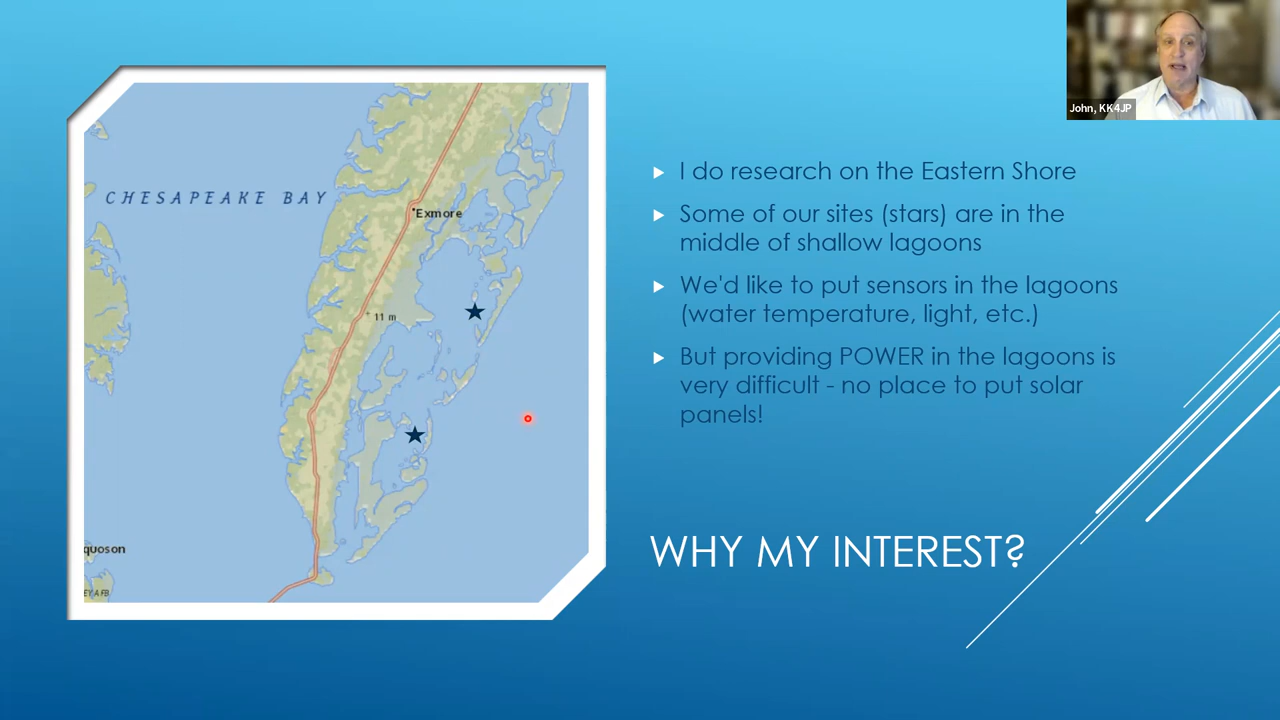 John, KK4JP
CHESAPEAKE BAY
Exmore
11 m
quoson
EY AFB
I do research on the Eastern Shore
Some of our sites (stars) are in the
middle of shallow lagoons
We'd like to put sensors in the lagoons
(water temperature, light, etc.)
But providing POWER in the lagoons is
very difficult - no place to put solar
panels!
WHY MY INTEREST?